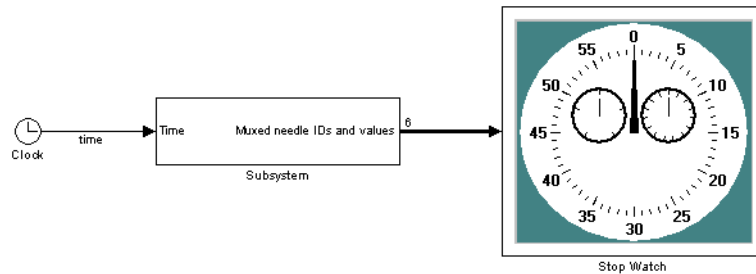 0
55
5
50
10
45
15
40
20
35
25
30
6
Time
Muxed needle IDs and values
time
Clock
Subsystem
Stop Watch